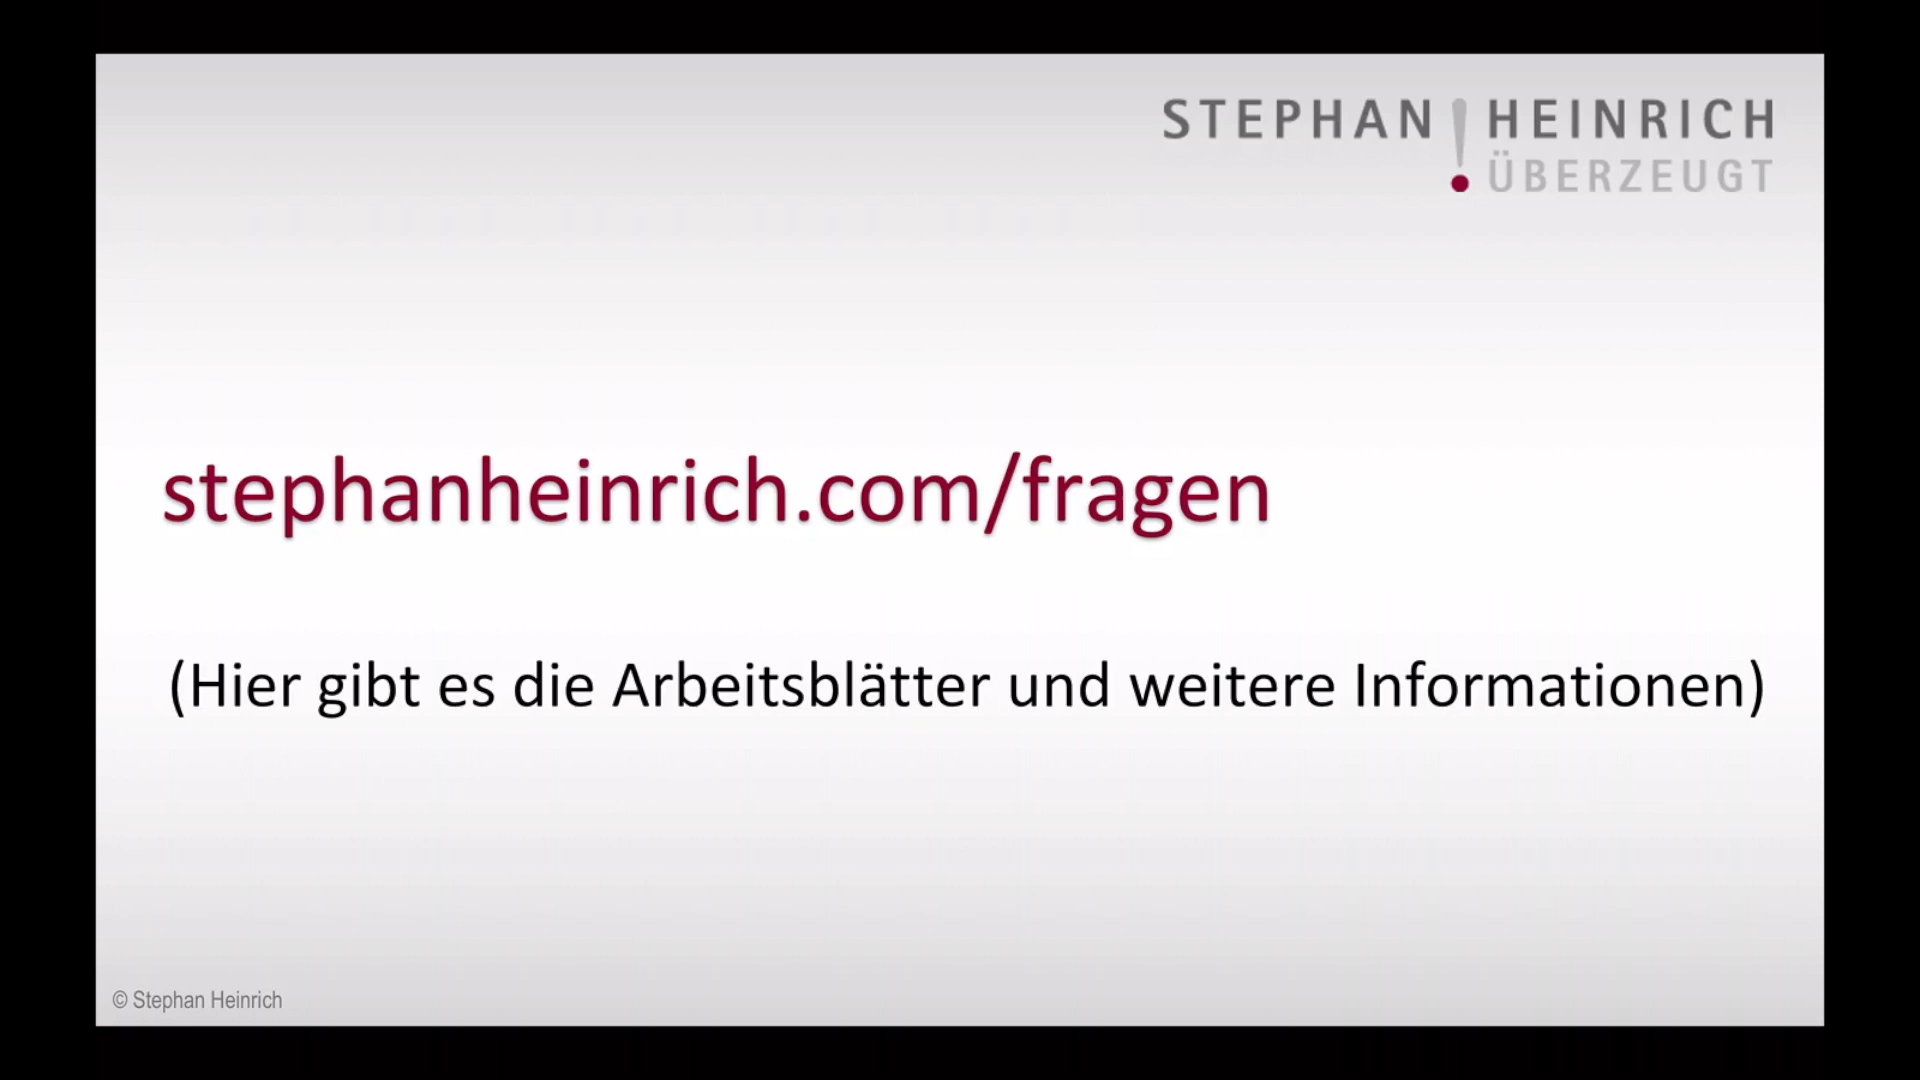 STEPHAN ! HEINRICH
ÜBERZEUGT
stephanheinrich.com/fragen
(Hier gibt es die Arbeitsblätter und weitere Informationen)
© Stephan Heinrich